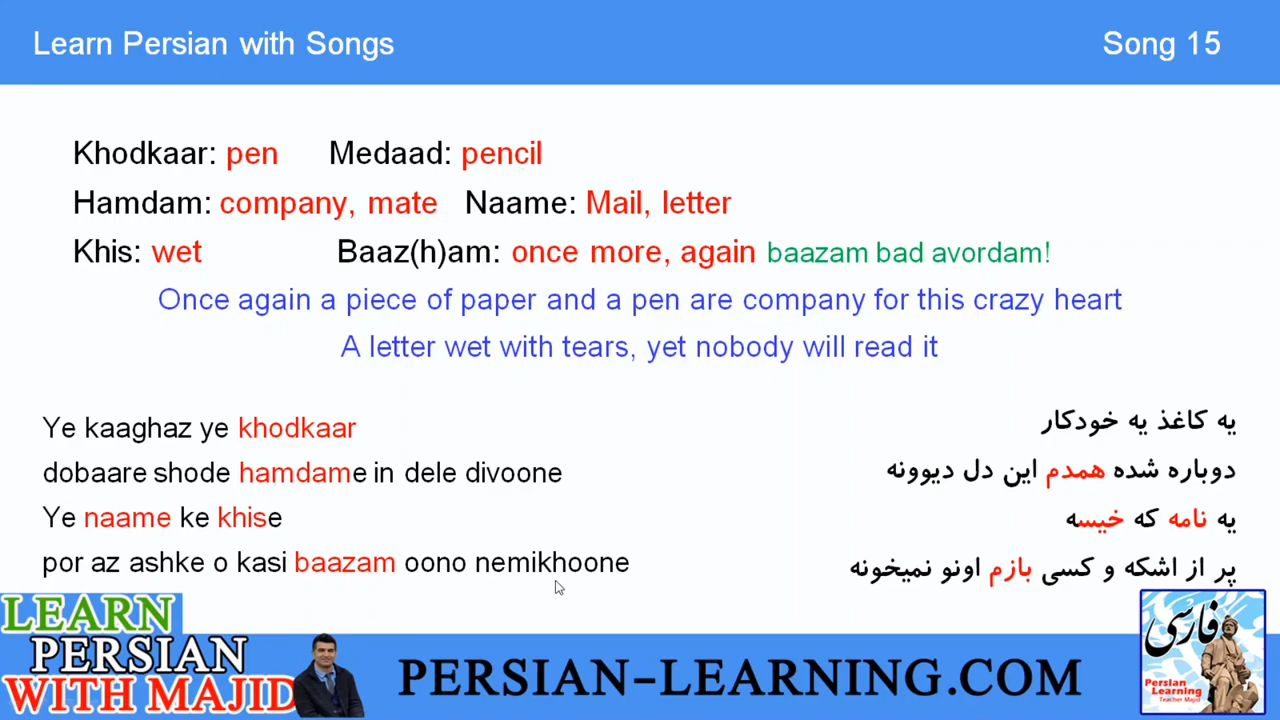 Learn Persian with Songs Song 15
Khodkaar: pen Medaad: pencil
Hamdam: company, mate Naame: Mail, letter
Khis: wet Baaz(h)am: once more, again baazam bad avordam!
Once again a piece of paper and a pen are company for this crazy heart
A letter wet with tears, yet nobody will read it
Ye kaaghaz ye khodkaar
dobaare shode hamdame in dele divoone
Ye naame ke khise
por az ashke o kasi baazam oono nemikhoone
یه کاغذ یه خودکار
دوباره شده همدم این دل دیوونه
یه نامه که خیسه
پر از اشکه و کسی بازم اونو نمیخونه
LEARN
PERSIAN
WITH MAJID
PERSIAN-LEARNING.COM
فارسی
Persian
Learning
Teacher Majid